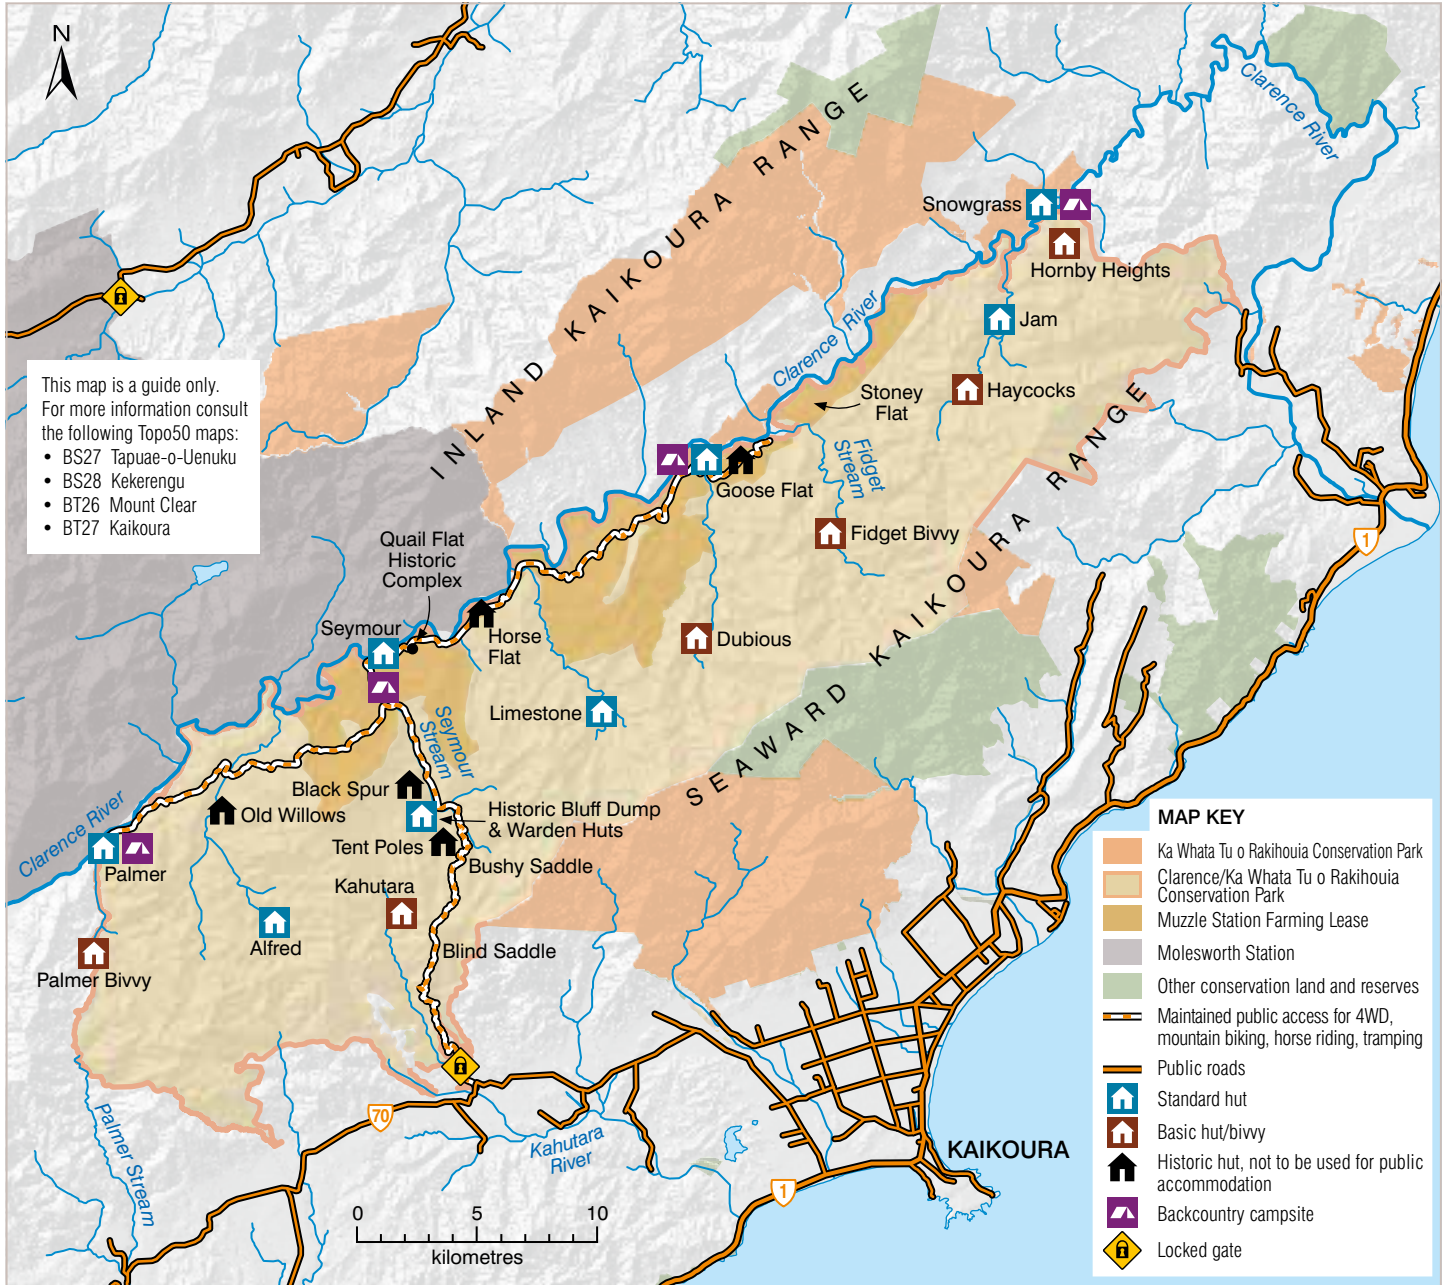 N
Clarence River
INLAND KAIKOURA RANGE
Snowgrass
Hornby Heights
Jam
Clarence River
Haycocks
Stoney
Flat
This map is a guide only.
For more information consult
the following Topo50 maps:
• BS27 Tapuae-o-Uenuku
• BS28 Kekerengu
• BT26 Mount Clear
• BT27 Kaikoura
Fidget
Stream
Goose Flat
Fidget Bivvy
1
Quail Flat
Historic
Complex
Seymour
Horse
Flat
Dubious
SEAWARD KAIKOURA RANGE
Limestone
Seymour
Stream
Black Spur
Old Willows
Historic Bluff Dump
& Warden Huts
Tent Poles
Bushy Saddle
Clarence River
Palmer
Kahutara
Alfred
Blind Saddle
Palmer Bivvy
70
Palmer Stream
Kahutara
River
KAIKOURA
1
0 5 10
kilometres
MAP KEY
Ka Whata Tu o Rakihouia Conservation Park
Clarence/Ka Whata Tu o Rakihouia
Conservation Park
Muzzle Station Farming Lease
Molesworth Station
Other conservation land and reserves
Maintained public access for 4WD,
mountain biking, horse riding, tramping
Public roads
Standard hut
Basic hut/bivvy
Historic hut, not to be used for public
accommodation
Backcountry campsite
Locked gate